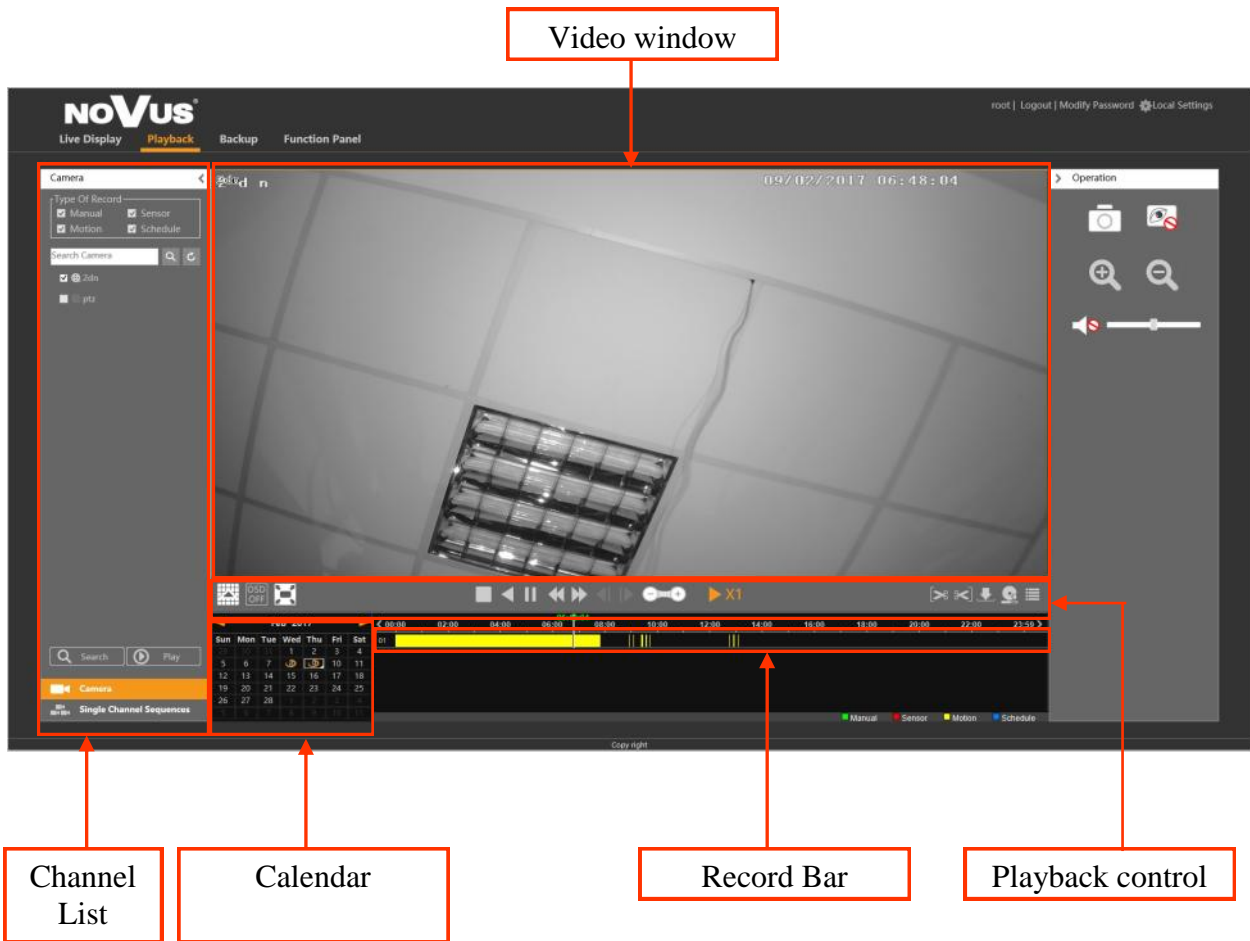 Video window
NOVUS®
root | Logout | Modify Password Local Settings
Live Display Playback Backup Function Panel
Camera
Type Of Record
Manual Sensor
Motion Schedule
Search Camera
2dn
ptz
Search Play
Camera
Single Channel Sequences
09/02/2017 06:48:04
Operation
OSD
OFF
X1
2017
Sun Mon Tue Wed Thu Fri Sat
1 2 3 4
5 6 7 10 11
12 13 14 15 16 17 18
19 20 21 22 23 24 25
26 27 28
00:00 02:00 04:00 06:00 08:00 10:00 12:00 14:00 16:00 18:00 20:00 22:00 23:59
01
Manual Sensor Motion Schedule
Copy right
Channel
List
Calendar
Record Bar
Playback control